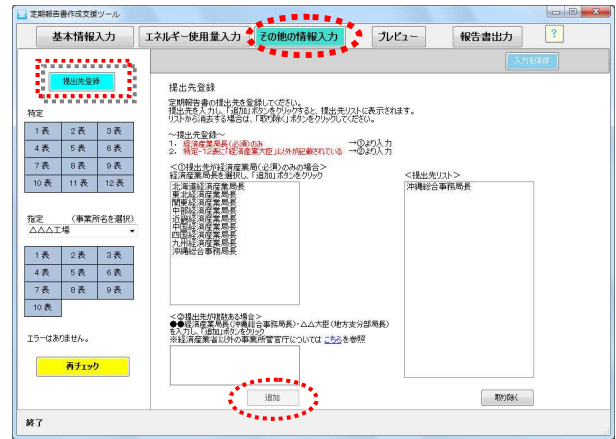 定期報告書作成支援ツール
基本情報入力
エネルギー使用量入力
その他の情報入力
プレビュー
報告書出力
?
入力を保存
提出先登録
特定
1表 2表 3表
4表 5表 6表
7表 8表 9表
10表 11表 12表
指定 (事業所名を選択)
△△△工場
1表 2表 3表
4表 5表 6表
7表 8表 9表
10表
エラーはありません。
再チェック
終了
提出先登録
定期報告書の提出先を登録してください。
提出先を入力し、「追加」ボタンをクリックすると、提出先リストに表示されます。
リストから消去する場合は、「取り除く」ボタンをクリックしてください。
～提出先登録～
1. 経済産業局長(必須)のみ →①より入力
2. 特定-12表に「経済産業大臣」以外が記載されている →②より入力
<①提出先が経済産業局(必須)のみの場合>
経済産業局長を選択し、「追加」ボタンをクリック
北海道経済産業局長
東北経済産業局長
関東経済産業局長
中部経済産業局長
近畿経済産業局長
中国経済産業局長
四国経済産業局長
九州経済産業局長
沖縄総合事務局長
<提出先リスト>
沖縄総合事務局長
<②提出先が複数ある場合>
●●経済産業局長(沖縄総合事務局長)・△△大臣(地方支分部局長)
を入力し、「追加」ボタンをクリック
※経済産業省以外の事業所管官庁については こちらを参照
追加
取り除く